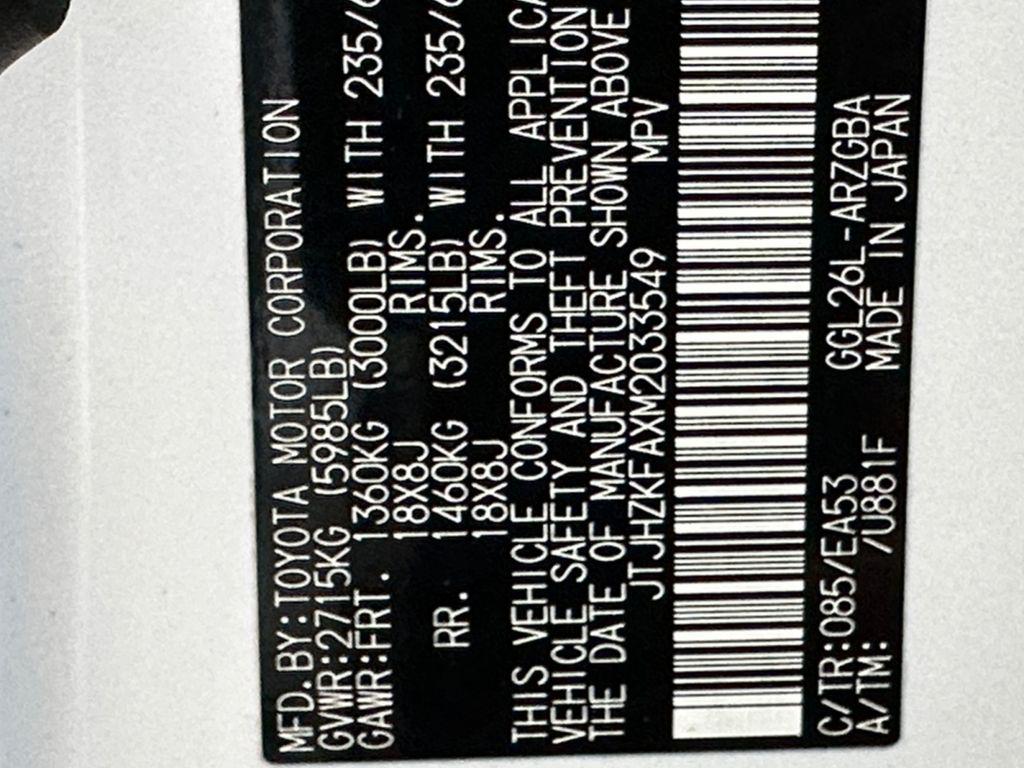 MFD.BY:TOYOTA MOTOR CORPORATION
GVWR:2715KG (5985LB)
GAWR:FRT. 1360KG (3000LB) WITH 235/
18X8J RIMS.
RR. 1460KG (3215LB) WITH 235/
18X8J RIMS.
THIS VEHICLE CONFORMS TO ALL APPLICA
VEHICLE SAFETY AND THEFT PREVENTION
THE DATE OF MANUFACTURE SHOWN ABOVE
JTJHZKFAXM2033549 MPV
C/TR:085/EA53 GGL26L-ARZGBA
A/TM: /U881F MADE IN JAPAN